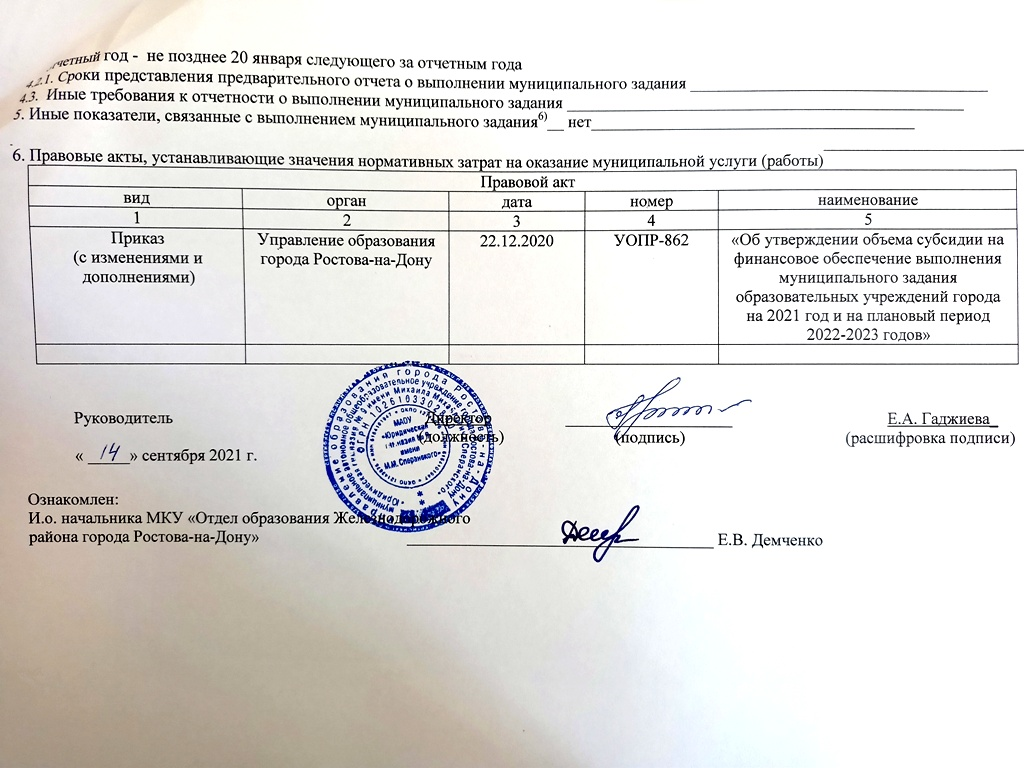 отчетный год - не позднее 20 января следующего за отчетным года
4.2.1. Сроки представления предварительного отчета о выполнении муниципального задания
4.3. Иные требования к отчетности о выполнении муниципального задания
5. Иные показатели, связанные с выполнением муниципального задания6)__ нет
6. Правовые акты, устанавливающие значения нормативных затрат на оказание муниципальной услуги (работы)
Правовой акт
вид орган дата номер наименование
1 2 3 4 5
Приказ Управление образования 22.12.2020 УОПР-862 «Об утверждении объема субсидии на
(с изменениями и города Ростова-на-Дону финансовое обеспечение выполнения
дополнениями) муниципального задания
образовательных учреждений города
на 2021 год и на плановый период
2022-2023 годов»
Руководитель Директор Е.А. Гаджиева_
(должность) (подпись) (расшифровка подписи)
« 14 » сентября 2021 г.
МАОУ
«Юридическая
имени
М.М. Сперанского»
Ознакомлен:
И.о. начальника МКУ «Отдел образования Железнодорожного
района города Ростова-на-Дону» Е.В. Демченко